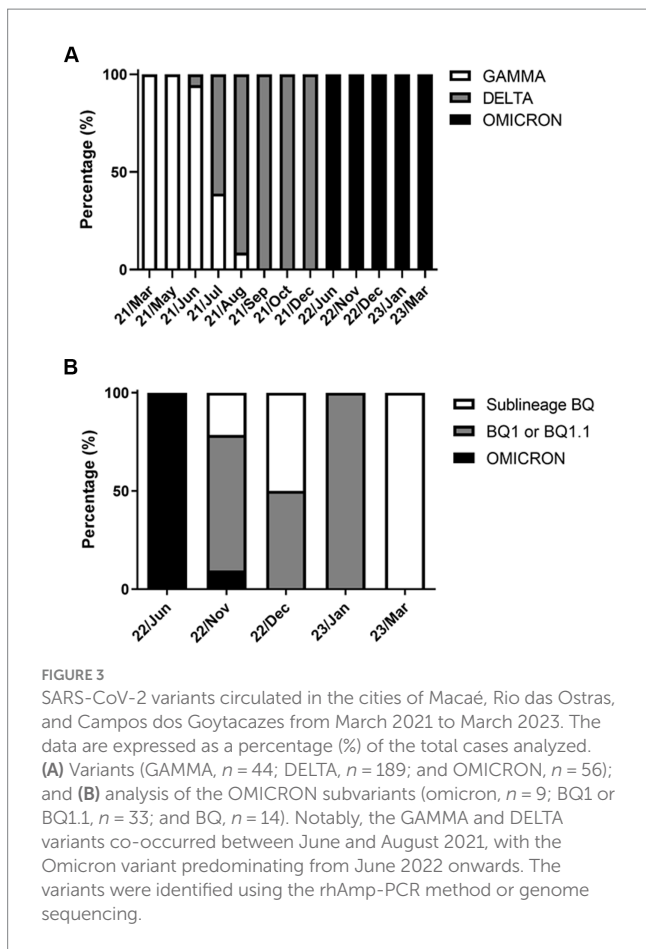 A
100
50
0
Percentage (%)
GAMMA
DELTA
OMICRON
21/Mar
21/May
21/Jun
21/Jul
21/Aug
21/Sep
21/Oct
21/Dec
22/Jun
22/Nov
22/Dec
23/Jan
23/Mar
B
100
50
0
Percentage (%)
Sublineage BQ
BQ1 or BQ1.1
OMICRON
22/Jun
22/Nov
22/Dec
23/Jan
23/Mar
FIGURE 3
SARS-CoV-2 variants circulated in the cities of Macaé, Rio das Ostras,
and Campos dos Goytacazes from March 2021 to March 2023. The
data are expressed as a percentage (%) of the total cases analyzed.
(A) Variants (GAMMA, n = 44; DELTA, n = 189; and OMICRON, n = 56);
and (B) analysis of the OMICRON subvariants (omicron, n = 9; BQ1 or
BQ1.1, n = 33; and BQ, n = 14). Notably, the GAMMA and DELTA
variants co-occurred between June and August 2021, with the
Omicron variant predominating from June 2022 onwards. The
variants were identified using the rhAmp-PCR method or genome
sequencing.